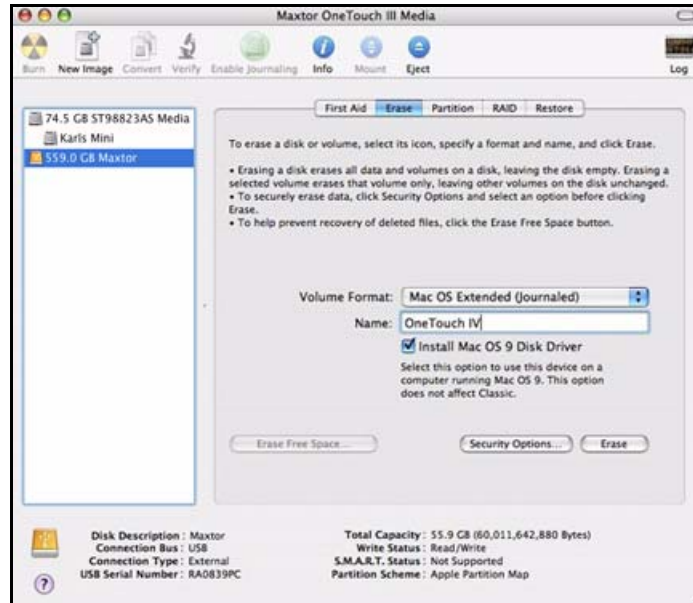 Maxtor OneTouch III Media
Burn New Image Convert Verify Enable Journaling Info Mount Eject Log
74.5 GB ST98823AS Media
Karls Mini
559.0 GB Maxtor
First Aid Erase Partition RAID Restore
To erase a disk or volume, select its icon, specify a format and name, and click Erase.
• Erasing a disk erases all data and volumes on a disk, leaving the disk empty. Erasing a
selected volume erases that volume only, leaving other volumes on the disk unchanged.
• To securely erase data, click Security Options and select an option before clicking
Erase.
• To help prevent recovery of deleted files, click the Erase Free Space button.
Volume Format: Mac OS Extended (Journaled)
Name: OneTouch IV
Install Mac OS 9 Disk Driver
Select this option to use this device on a
computer running Mac OS 9. This option
does not affect Classic.
Erase Free Space... Security Options... Erase
Disk Description : Maxtor
Connection Bus : USB
Connection Type : External
USB Serial Number : RA0839PC
Total Capacity : 55.9 GB (60,011,642,880 Bytes)
Write Status : Read/Write
S.M.A.R.T. Status : Not Supported
Partition Scheme : Apple Partition Map
?